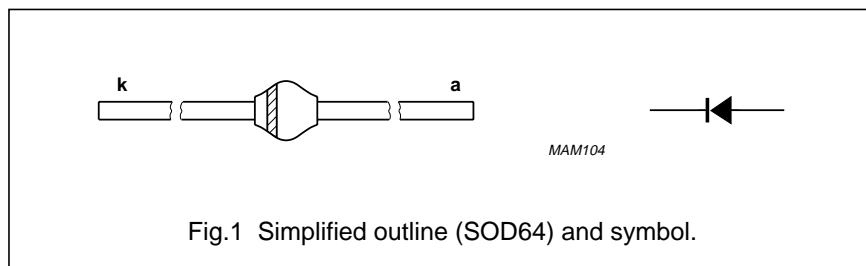 k
a
MAM104
Fig.1 Simplified outline (SOD64) and symbol.